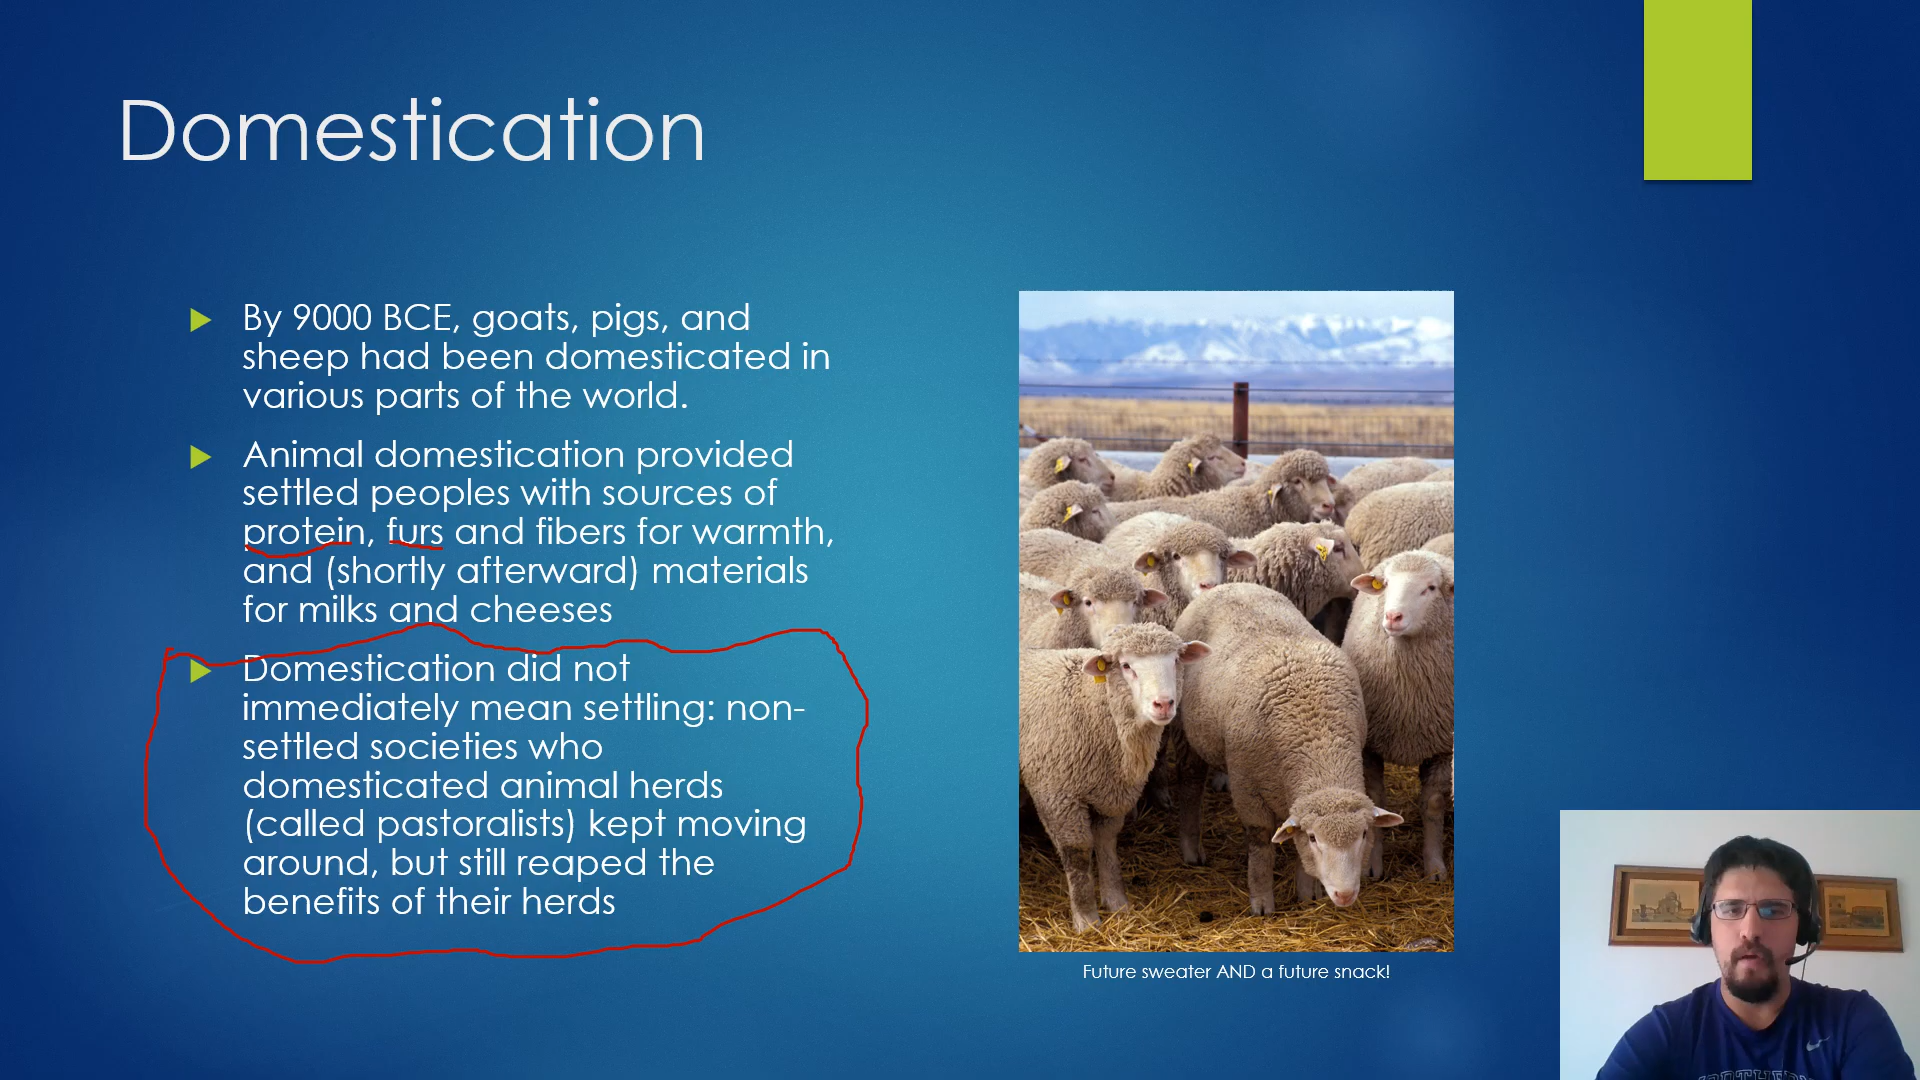 Domestication
By 9000 BCE, goats, pigs, and
sheep had been domesticated in
various parts of the world.
Animal domestication provided
settled peoples with sources of
protein, furs and fibers for warmth,
and (shortly afterward) materials
for milks and cheeses
Domestication did not
immediately mean settling: non-
settled societies who
domesticated animal herds
(called pastoralists) kept moving
around, but still reaped the
benefits of their herds
Future sweater AND a future snack!